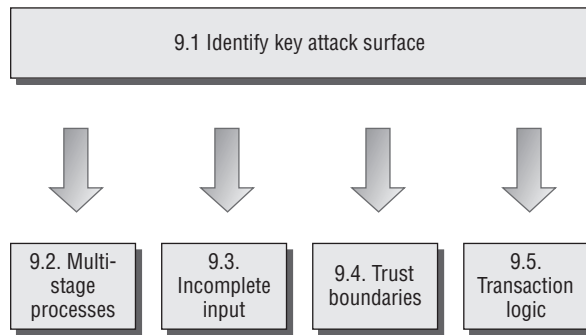 9.1 Identify key attack surface
9.2. Multi-
stage
processes
9.3.
Incomplete
input
9.4. Trust
boundaries
9.5.
Transaction
logic